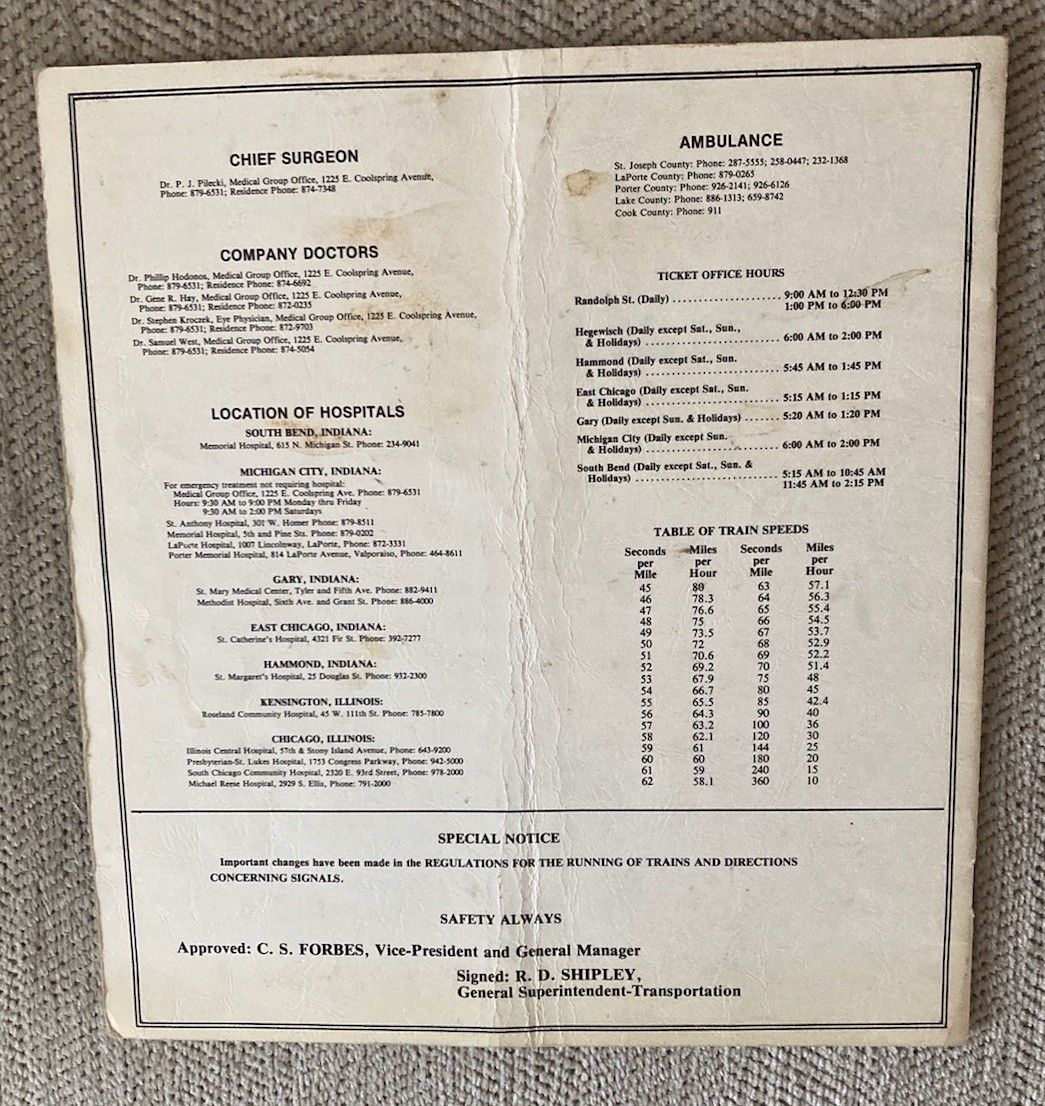 CHIEF SURGEON
Dr. P. J. Pilecki, Medical Group Office, 1225 E. Coolspring Avenue,
Phone: 879-6531; Residence Phone: 874-7348
COMPANY DOCTORS
Dr. Phillip Hodonos, Medical Group Office, 1225 E. Coolspring Avenue,
Phone: 879-6531; Residence Phone: 874-6692
Dr. Gene R. Hay, Medical Group Office, 1225 E. Coolspring Avenue,
Phone: 879-6531; Residence Phone: 872-0235
Dr. Stephen Kroczek, Eye Physician, Medical Group Office, 1225 E. Coolspring Avenue,
Phone: 879-6531; Residence Phone: 872-9703
Dr. Samuel West, Medical Group Office, 1225 E. Coolspring Avenue,
Phone: 879-6531; Residence Phone: 874-5054
LOCATION OF HOSPITALS
SOUTH BEND, INDIANA:
Memorial Hospital, 615 N. Michigan St. Phone: 234-9041
MICHIGAN CITY, INDIANA:
For emergency treatment not requiring hospital:
Medical Group Office, 1225 E. Coolspring Ave. Phone: 879-6531
Hours: 9:30 AM to 9:00 PM Monday thru Friday
9:30 AM to 2:00 PM Saturdays
St. Anthony Hospital, 301 W. Homer Phone: 879-8511
Memorial Hospital, 5th and Pine Sts. Phone: 879-0202
LaPorte Hospital, 1007 Lincolnway, LaPorte, Phone: 872-3331
Porter Memorial Hospital, 814 LaPorte Avenue, Valporaiso, Phone: 464-8611
GARY, INDIANA:
St. Mary Medical Center, Tyler and Fifth Ave. Phone: 882-9411
Methodist Hospital, Sixth Ave. and Grant St. Phone: 886-4000
EAST CHICAGO, INDIANA:
St. Catherine's Hospital, 4321 Fir St. Phone: 392-7277
HAMMOND, INDIANA:
St. Margaret's Hospital, 25 Douglas St. Phone: 932-2300
KENSINGTON, ILLINOIS:
Roseland Community Hospital, 45 W. 111th St. Phone: 785-7800
CHICAGO, ILLINOIS:
Illinois Central Hospital, 57th & Stony Island Avenue, Phone: 643-9200
Presbyterian-St. Lukes Hospital, 1753 Congress Parkway, Phone: 942-5000
South Chicago Community Hospital, 2320 E. 93rd Street, Phone: 978-2000
Michael Reese Hospital, 2929 S. Ellis, Phone: 791-2000
AMBULANCE
St. Joseph County: Phone: 287-5555; 258-0447; 232-1368
LaPorte County: Phone: 879-0265
Porter County: Phone: 926-2141; 926-6126
Lake County: Phone: 886-1313; 659-8742
Cook County: Phone: 911
TICKET OFFICE HOURS
Randolph St. (Daily) ..................... 9:00 AM to 12:30 PM
1:00 PM to 6:00 PM
Hegewisch (Daily except Sat., Sun.,
& Holidays) ......................... 6:00 AM to 2:00 PM
Hammond (Daily except Sat., Sun.
& Holidays) ......................... 5:45 AM to 1:45 PM
East Chicago (Daily except Sat., Sun.
& Holidays) ......................... 5:15 AM to 1:15 PM
Gary (Daily except Sun. & Holidays) ....... 5:20 AM to 1:20 PM
Michigan City (Daily except Sun.
& Holidays) ......................... 6:00 AM to 2:00 PM
South Bend (Daily except Sat., Sun. &
Holidays) ........................... 5:15 AM to 10:45 AM
11:45 AM to 2:15 PM
TABLE OF TRAIN SPEEDS
Seconds Miles Seconds Miles
per per per per
Mile Hour Mile Hour
45 80 63 57.1
46 78.3 64 56.3
47 76.6 65 55.4
48 75 66 54.5
49 73.5 67 53.7
50 72 68 52.9
51 70.6 69 52.2
52 69.2 70 51.4
53 67.9 75 48
54 66.7 80 45
55 65.5 85 42.4
56 64.3 90 40
57 63.2 100 36
58 62.1 120 30
59 61 144 25
60 60 180 20
61 59 240 15
62 58.1 360 10
SPECIAL NOTICE
Important changes have been made in the REGULATIONS FOR THE RUNNING OF TRAINS AND DIRECTIONS
CONCERNING SIGNALS.
SAFETY ALWAYS
Approved: C. S. FORBES, Vice-President and General Manager
Signed: R. D. SHIPLEY,
General Superintendent-Transportation